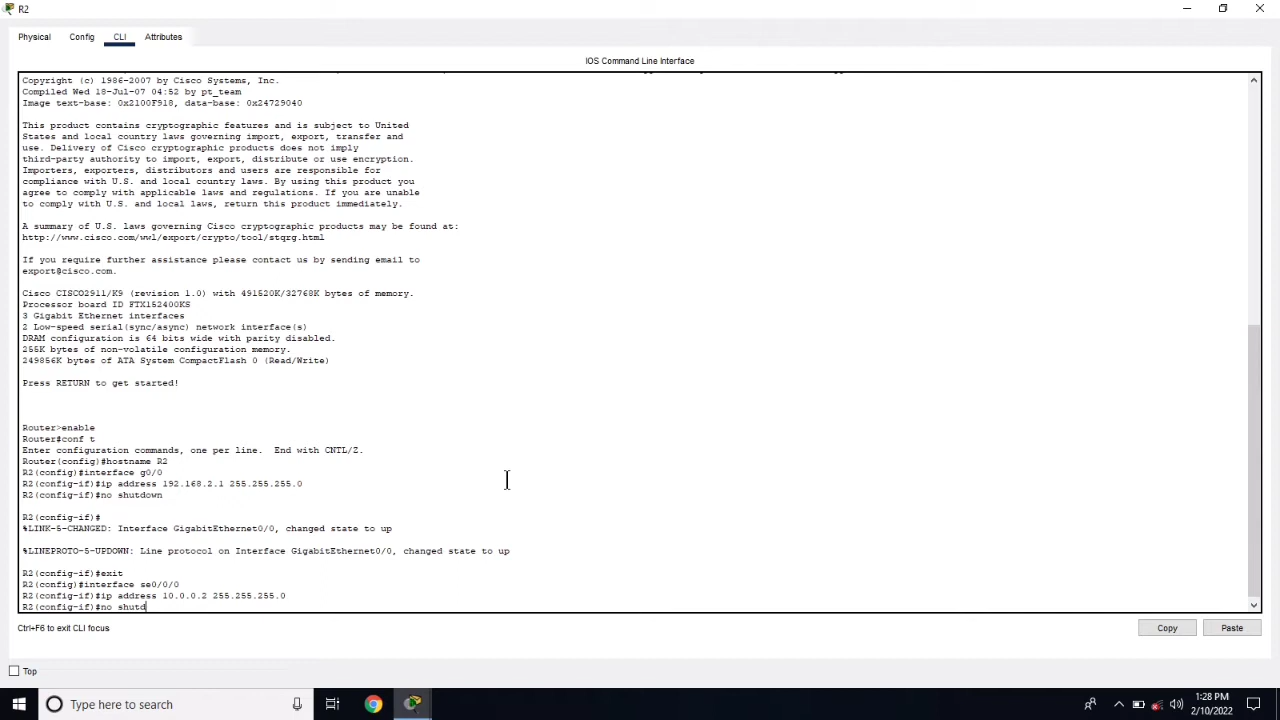 R2
Physical Config CLI Attributes
IOS Command Line Interface
Copyright (c) 1986-2007 by Cisco Systems, Inc.
Compiled Wed 18-Jul-07 04:52 by pt_team
Image text-base: 0x2100F918, data-base: 0x24729040
This product contains cryptographic features and is subject to United
States and local country laws governing import, export, transfer and
use. Delivery of Cisco cryptographic products does not imply
third-party authority to import, export, distribute or use encryption.
Importers, exporters, distributors and users are responsible for
compliance with U.S. and local country laws. By using this product you
agree to comply with applicable laws and regulations. If you are unable
to comply with U.S. and local laws, return this product immediately.
A summary of U.S. laws governing Cisco cryptographic products may be found at:
http://www.cisco.com/wwl/export/crypto/tool/stqrg.html
If you require further assistance please contact us by sending email to
export@cisco.com.
Cisco CISCO2911/K9 (revision 1.0) with 491520K/32768K bytes of memory.
Processor board ID FTX152400KS
3 Gigabit Ethernet interfaces
2 Low-speed serial(sync/async) network interface(s)
DRAM configuration is 64 bits wide with parity disabled.
255K bytes of non-volatile configuration memory.
249856K bytes of ATA System CompactFlash 0 (Read/Write)
Press RETURN to get started!
Router>enable
Router#conf t
Enter configuration commands, one per line.  End with CNTL/Z.
Router(config)#hostname R2
R2(config)#interface g0/0
R2(config-if)#ip address 192.168.2.1 255.255.255.0
R2(config-if)#no shutdown
R2(config-if)#
%LINK-5-CHANGED: Interface GigabitEthernet0/0, changed state to up
%LINEPROTO-5-UPDOWN: Line protocol on Interface GigabitEthernet0/0, changed state to up
R2(config-if)#exit
R2(config)#interface se0/0/0
R2(config-if)#ip address 10.0.0.2 255.255.255.0
R2(config-if)#no shutd
Ctrl+F6 to exit CLI focus
Copy Paste
Top
Type here to search
1:28 PM
2/10/2022